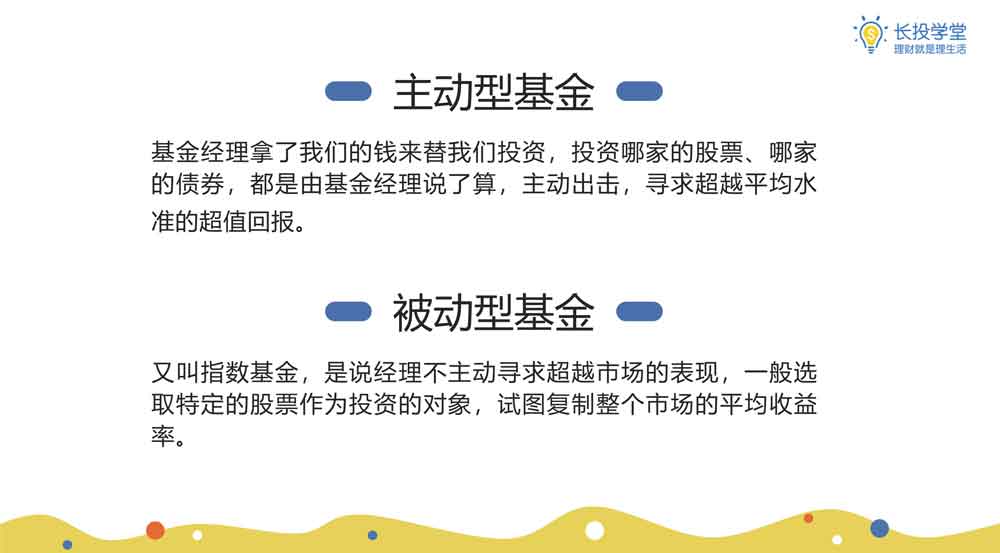 长投学堂
理财就是理生活
主动型基金
基金经理拿了我们的钱来替我们投资，投资哪家的股票、哪家
的债券，都是由基金经理说了算，主动出击，寻求超越平均水
准的超值回报。
被动型基金
又叫指数基金，是说经理不主动寻求超越市场的表现，一般选
取特定的股票作为投资的对象，试图复制整个市场的平均收益
率。